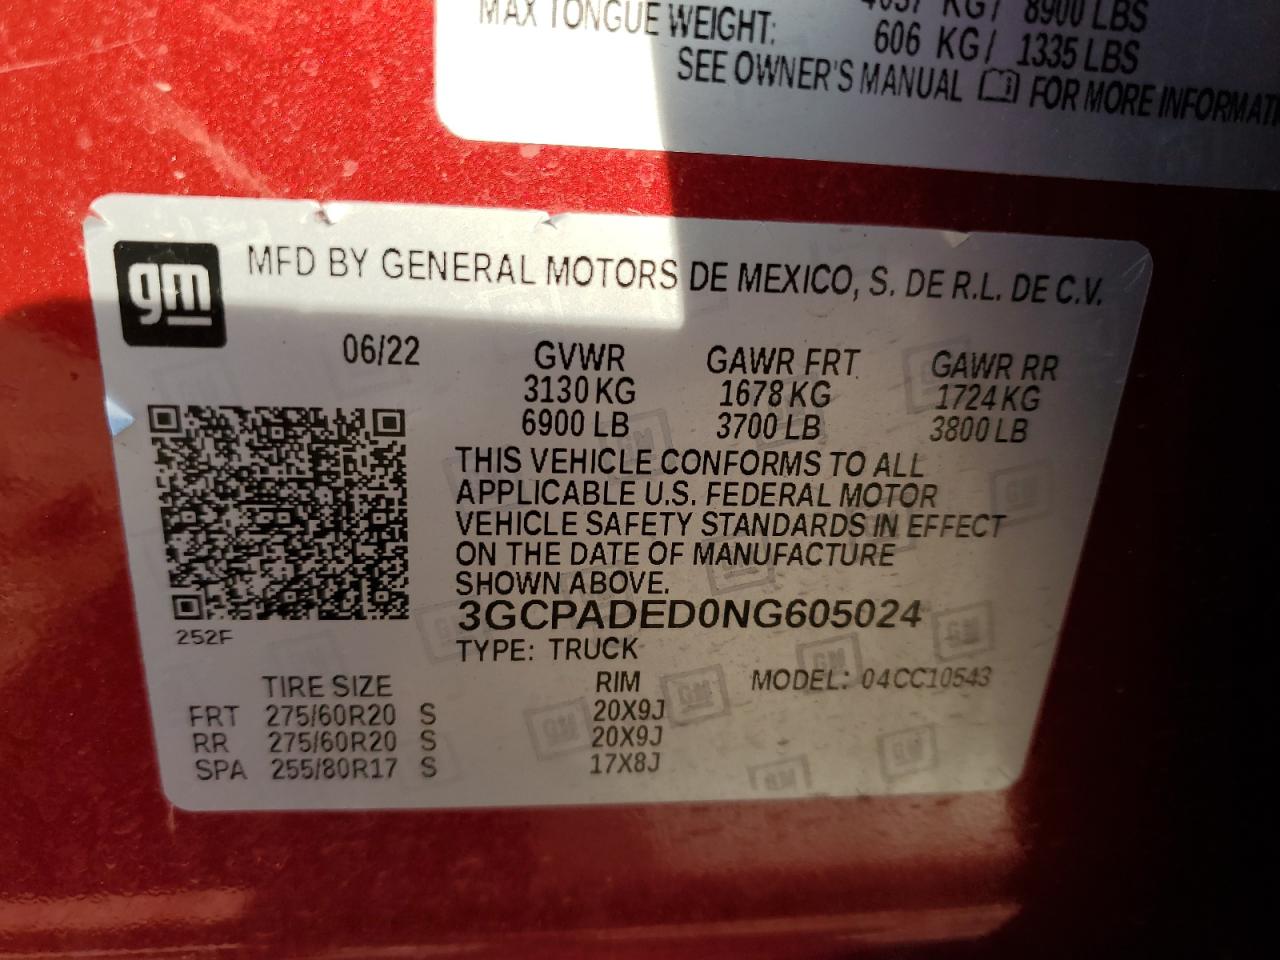 KG/ 8900 LBS
MAX TONGUE WEIGHT: 606 KG/ 1335 LBS
SEE OWNER'S MANUAL FOR MORE INFORMATI
gm
MFD BY GENERAL MOTORS DE MEXICO, S. DE R.L. DE C.V.
06/22 GVWR GAWR FRT GAWR RR
3130 KG 1678 KG 1724 KG
6900 LB 3700 LB 3800 LB
THIS VEHICLE CONFORMS TO ALL
APPLICABLE U.S. FEDERAL MOTOR
VEHICLE SAFETY STANDARDS IN EFFECT
ON THE DATE OF MANUFACTURE
SHOWN ABOVE.
3GCPADED0NG605024
252F
TYPE: TRUCK
TIRE SIZE RIM MODEL: 04CC10543
FRT 275/60R20 S 20X9J
RR 275/60R20 S 20X9J
SPA 255/80R17 S 17X8J